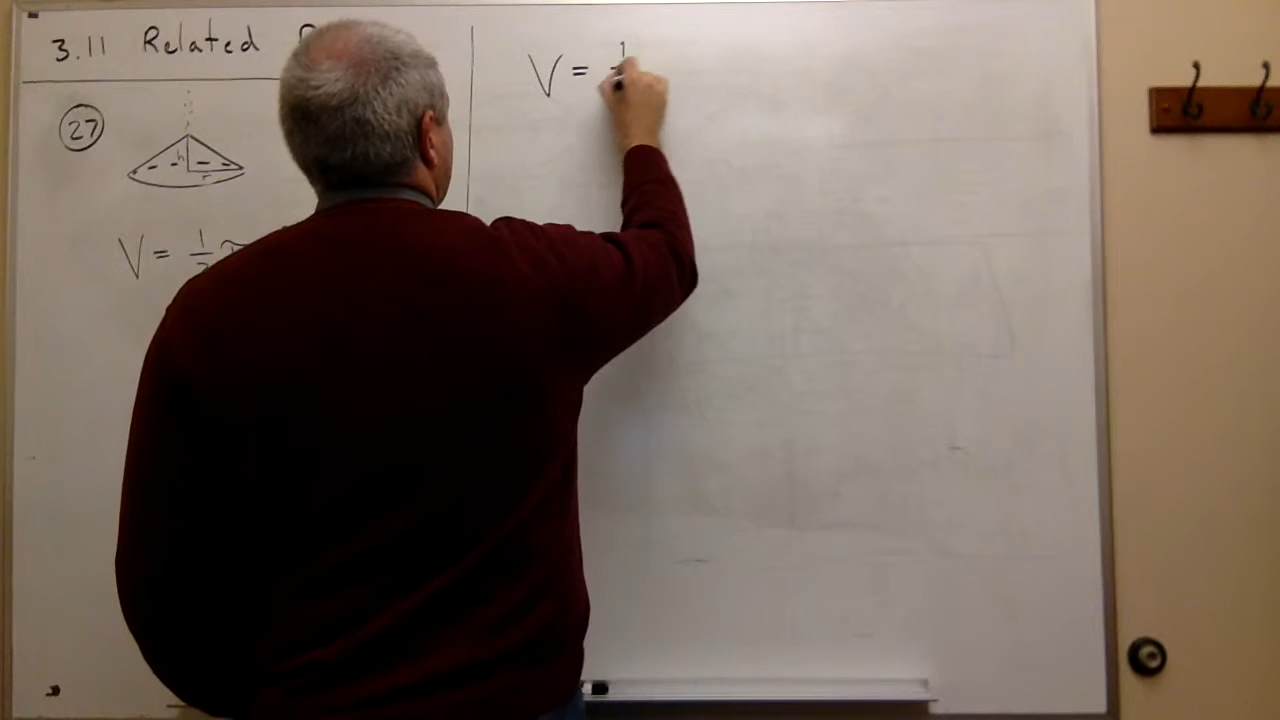 3.11 Related
27
h
r
V = 1/3 π
V = 1